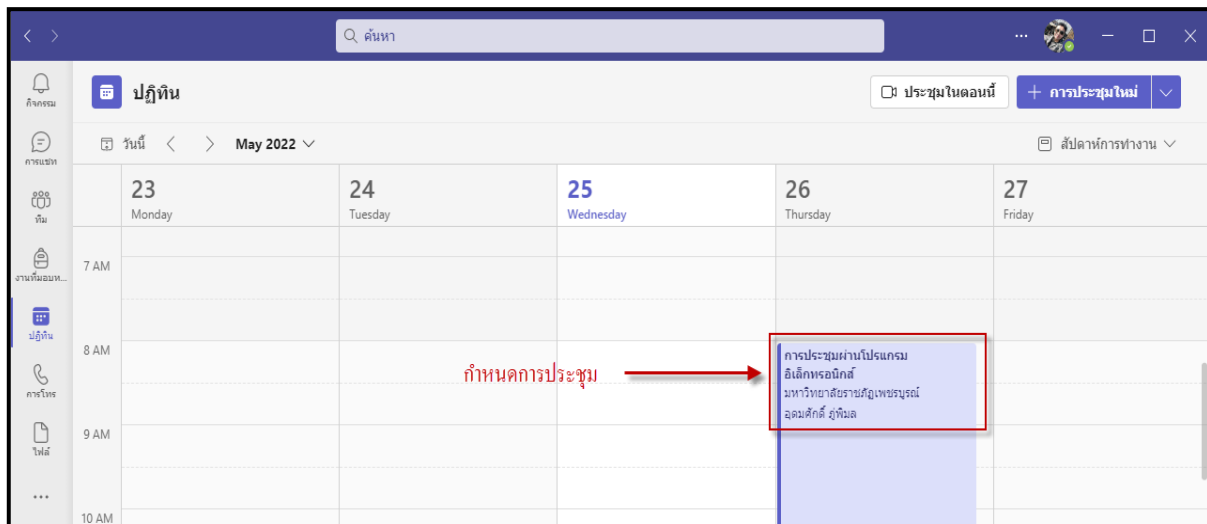 ค้นหา
...
กิจกรรม
ปฏิทิน
ประชุมในตอนนี้
การประชุมใหม่
การแชท
วันนี้
May 2022
สัปดาห์การทำงาน
ทีม
23
Monday
24
Tuesday
25
Wednesday
26
Thursday
27
Friday
งานที่มอบห...
7 AM
ปฏิทิน
8 AM
การโทร
กำหนดการประชุม
การประชุมผ่านโปรแกรม
อิเล็กทรอนิกส์
มหาวิทยาลัยราชภัฏเพชรบูรณ์
อุดมศักดิ์ ภู่พิมล
ไฟล์
9 AM
...
10 AM